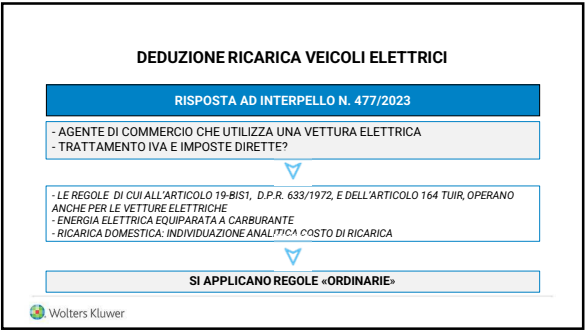 DEDUZIONE RICARICA VEICOLI ELETTRICI
RISPOSTA AD INTERPELLO N. 477/2023
- AGENTE DI COMMERCIO CHE UTILIZZA UNA VETTURA ELETTRICA
- TRATTAMENTO IVA E IMPOSTE DIRETTE?
- LE REGOLE DI CUI ALL'ARTICOLO 19-BIS1, D.P.R. 633/1972, E DELL'ARTICOLO 164 TUIR, OPERANO
ANCHE PER LE VETTURE ELETTRICHE
- ENERGIA ELETTRICA EQUIPARATA A CARBURANTE
- RICARICA DOMESTICA: INDIVIDUAZIONE ANALITICA COSTO DI RICARICA
SI APPLICANO REGOLE «ORDINARIE»
Wolters Kluwer